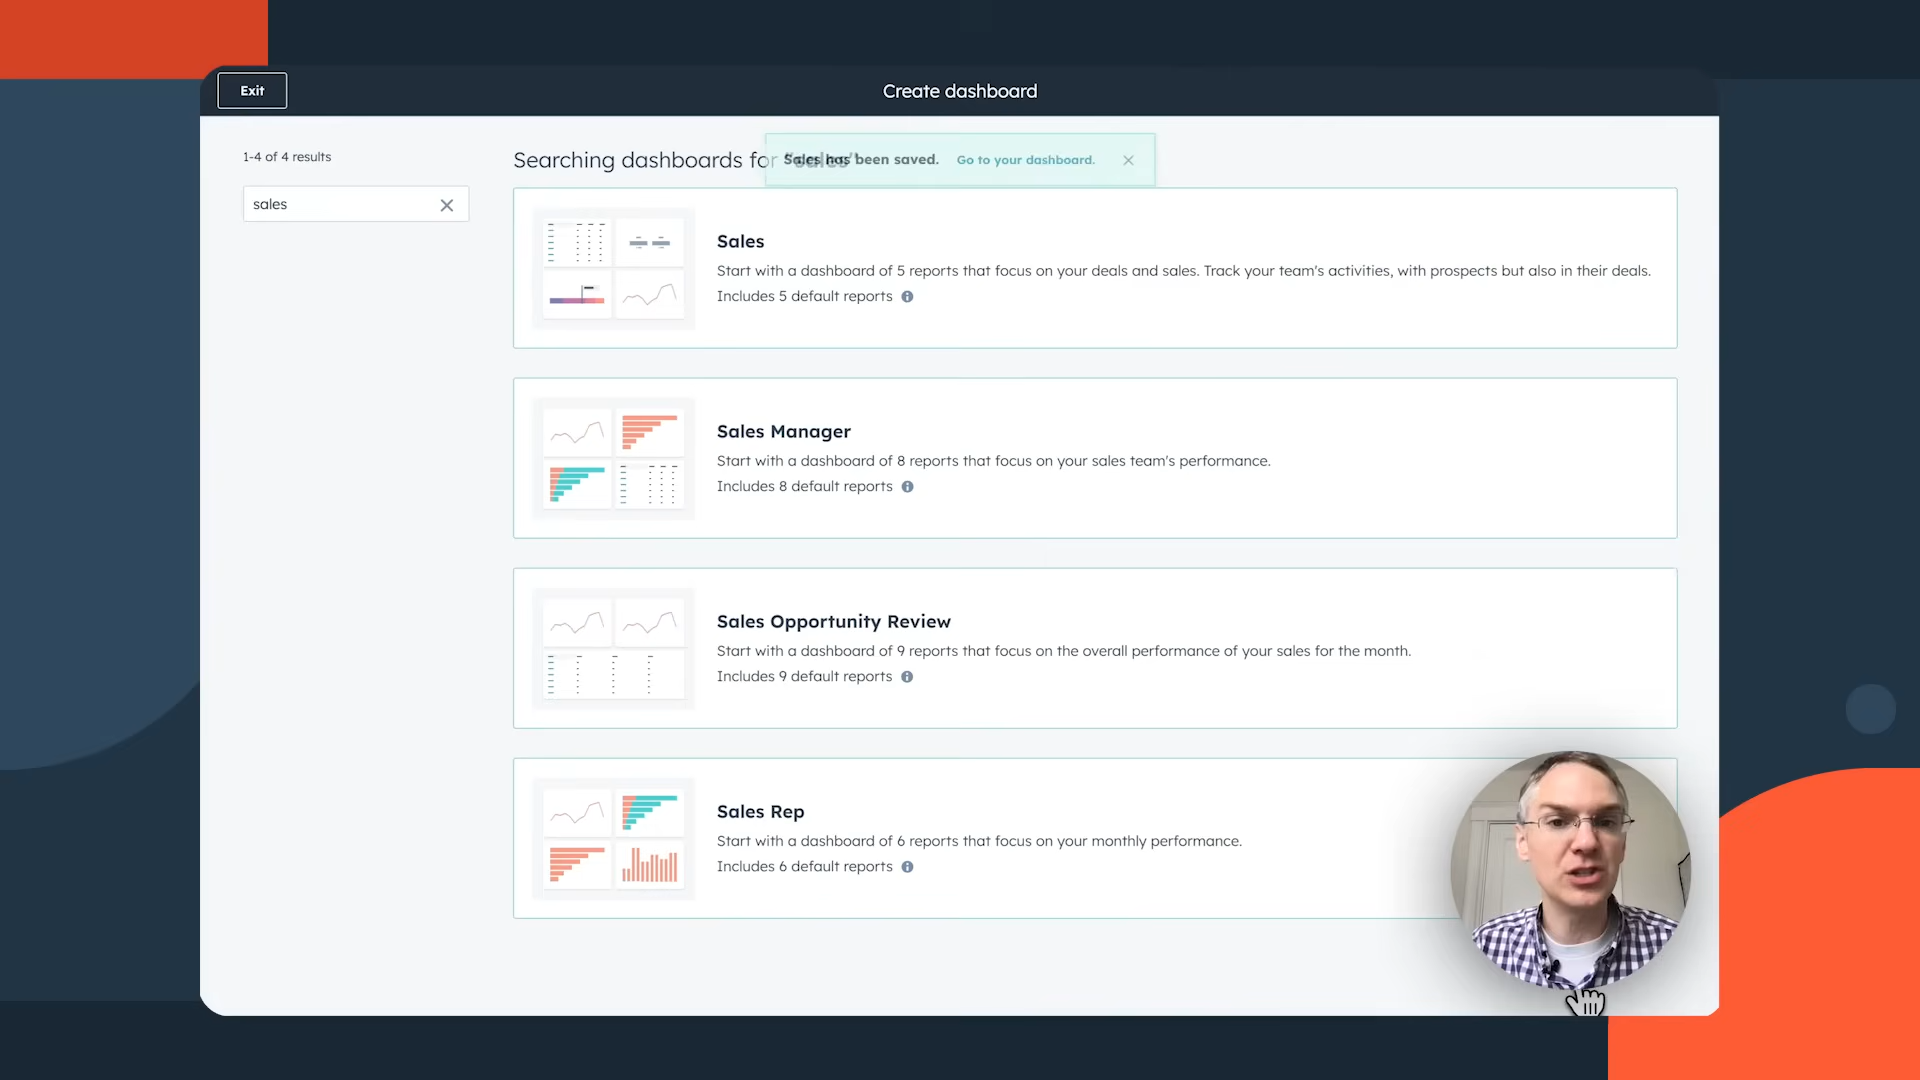 Exit
Create dashboard
1-4 of 4 results
sales
Searching dashboards for "sales"
Sales has been saved. Go to your dashboard.
Sales
Start with a dashboard of 5 reports that focus on your deals and sales. Track your team's activities, with prospects but also in their deals.
Includes 5 default reports
Sales Manager
Start with a dashboard of 8 reports that focus on your sales team's performance.
Includes 8 default reports
Sales Opportunity Review
Start with a dashboard of 9 reports that focus on the overall performance of your sales for the month.
Includes 9 default reports
Sales Rep
Start with a dashboard of 6 reports that focus on your monthly performance.
Includes 6 default reports